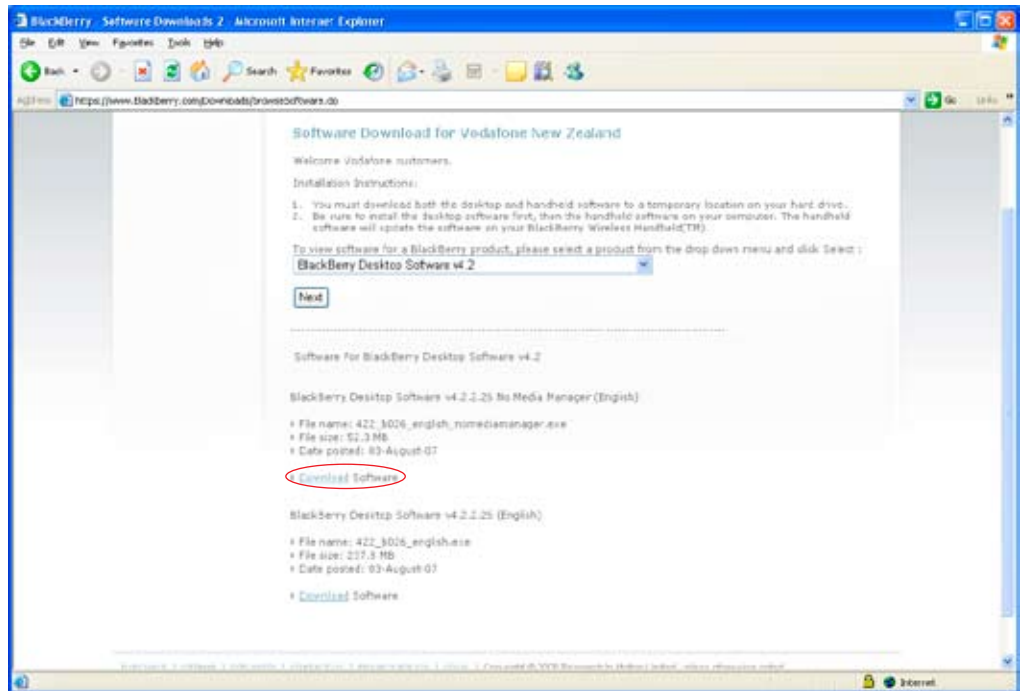 BlackBerry - Software Downloads 2 - Microsoft Internet Explorer
File Edit View Favorites Tools Help
Back Search Favorites
Address https://www.blackberry.com/Downloads/browseSoftware.do Go Links
Software Download for Vodafone New Zealand
Welcome Vodafone customers.
Installation Instructions:
1. You must download both the desktop and handheld software to a temporary location on your hard drive.
2. Be sure to install the desktop software first, then the handheld software on your computer. The handheld
software will update the software on your BlackBerry Wireless Handheld(TM).
To view software for a BlackBerry product, please select a product from the drop down menu and click Select :
BlackBerry Desktop Software v4.2
Next
Software For BlackBerry Desktop Software v4.2
BlackBerry Desktop Software v4.2.2.25 No Media Manager (English)
File name: 422_b026_english_nomediamanager.exe
File size: 52.3 MB
Date posted: 03-August-07
Download Software
BlackBerry Desktop Software v4.2.2.25 (English)
File name: 422_b026_english.exe
File size: 237.5 MB
Date posted: 03-August-07
Download Software
Internet